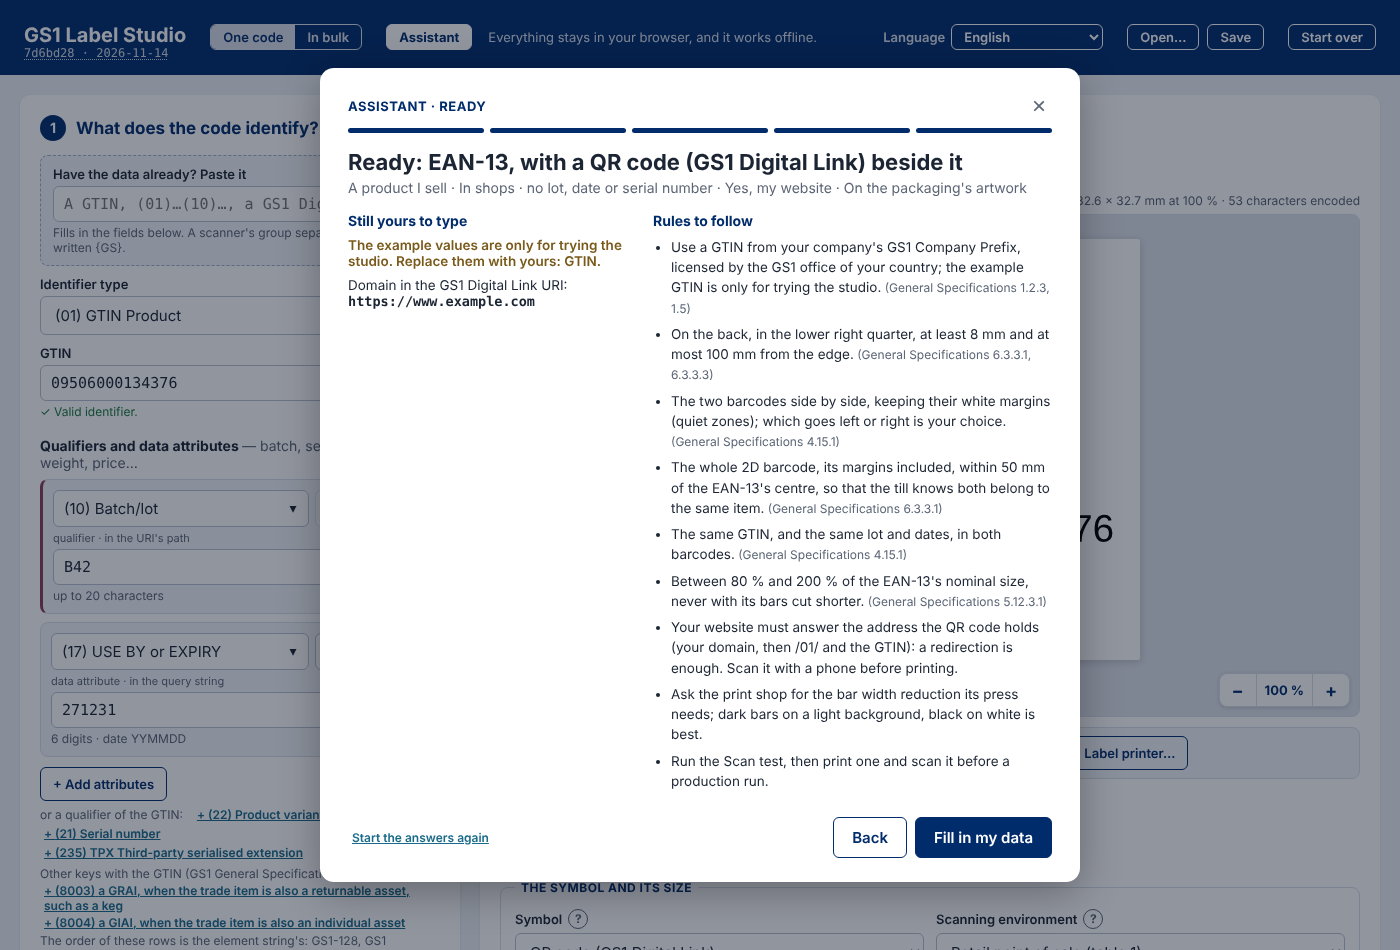 GS1 Label Studio
7d6bd28 · 2026-11-14
One code
In bulk
Assistant
Everything stays in your browser, and it works offline.
Language
English
Open...
Save
Start over
1
What does the code identify?
Have the data already? Paste it
A GTIN, (01)…(10)…, a GS1 Dig
Fills in the fields below. A scanner's group sepa
written {GS}.
Identifier type
(01) GTIN Product
GTIN
09506000134376
✓ Valid identifier.
Qualifiers and data attributes — batch, se
weight, price...
(10) Batch/lot
qualifier · in the URI's path
B42
up to 20 characters
(17) USE BY or EXPIRY
data attribute · in the query string
271231
6 digits · date YYMMDD
+ Add attributes
or a qualifier of the GTIN: + (22) Product varian
+ (21) Serial number
+ (235) TPX Third-party serialised extension
Other keys with the GTIN (GS1 General Specificati
+ (8003) a GRAI, when the trade item is also a returnable asset,
such as a keg
+ (8004) a GIAI, when the trade item is also an individual asset
The order of these rows is the element string's: GS1-128, GS1
ASSISTANT · READY
✕
Ready: EAN-13, with a QR code (GS1 Digital Link) beside it
A product I sell · In shops · no lot, date or serial number · Yes, my website · On the packaging's artwork
Still yours to type
The example values are only for trying the
studio. Replace them with yours: GTIN.
Domain in the GS1 Digital Link URI:
https://www.example.com
Rules to follow
• Use a GTIN from your company's GS1 Company Prefix,
licensed by the GS1 office of your country; the example
GTIN is only for trying the studio. (General Specifications 1.2.3,
1.5)
• On the back, in the lower right quarter, at least 8 mm and at
most 100 mm from the edge. (General Specifications 6.3.3.1,
6.3.3.3)
• The two barcodes side by side, keeping their white margins
(quiet zones); which goes left or right is your choice.
(General Specifications 4.15.1)
• The whole 2D barcode, its margins included, within 50 mm
of the EAN-13's centre, so that the till knows both belong to
the same item. (General Specifications 6.3.3.1)
• The same GTIN, and the same lot and dates, in both
barcodes. (General Specifications 4.15.1)
• Between 80 % and 200 % of the EAN-13's nominal size,
never with its bars cut shorter. (General Specifications 5.12.3.1)
• Your website must answer the address the QR code holds
(your domain, then /01/ and the GTIN): a redirection is
enough. Scan it with a phone before printing.
• Ask the print shop for the bar width reduction its press
needs; dark bars on a light background, black on white is
best.
• Run the Scan test, then print one and scan it before a
production run.
Start the answers again
Back
Fill in my data
32.6 × 32.7 mm at 100 % · 53 characters encoded
76
−
100 %
+
Label printer...
THE SYMBOL AND ITS SIZE
Symbol ?
Scanning environment ?